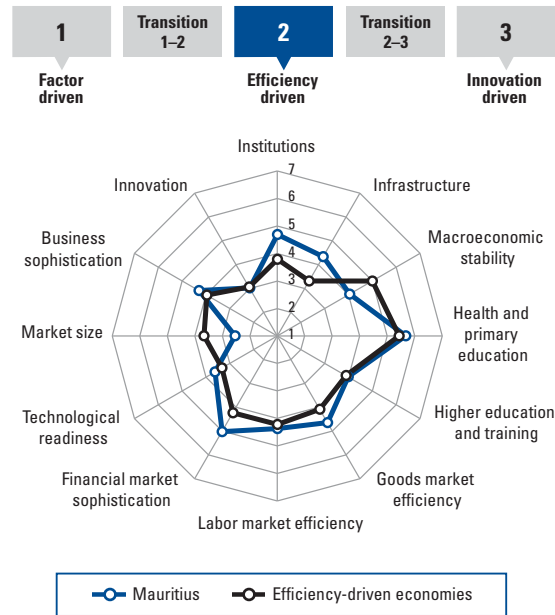 1
Transition
1–2
2
Transition
2–3
3
Factor
driven
Efficiency
driven
Innovation
driven
Institutions
7
6
5
4
3
2
1
Infrastructure
Macroeconomic
stability
Health and
primary
education
Higher education
and training
Goods market
efficiency
Labor market efficiency
Financial market
sophistication
Technological
readiness
Market size
Business
sophistication
Innovation
Mauritius
Efficiency-driven economies